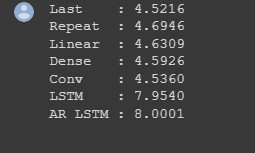 Last     : 4.5216
Repeat   : 4.6946
Linear   : 4.6309
Dense    : 4.5926
Conv     : 4.5360
LSTM     : 7.9540
AR LSTM  : 8.0001